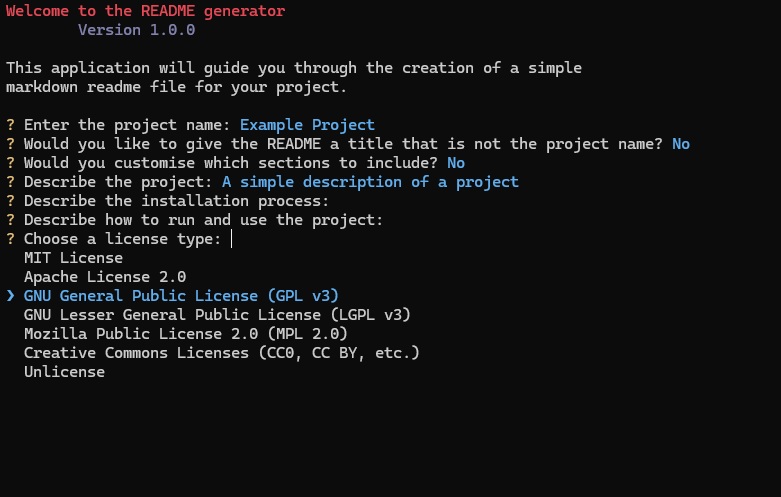 Welcome to the README generator
Version 1.0.0
This application will guide you through the creation of a simple
markdown readme file for your project.
? Enter the project name: Example Project
? Would you like to give the README a title that is not the project name? No
? Would you customise which sections to include? No
? Describe the project: A simple description of a project
? Describe the installation process:
? Describe how to run and use the project:
? Choose a license type:
MIT License
Apache License 2.0
❯ GNU General Public License (GPL v3)
GNU Lesser General Public License (LGPL v3)
Mozilla Public License 2.0 (MPL 2.0)
Creative Commons Licenses (CC0, CC BY, etc.)
Unlicense